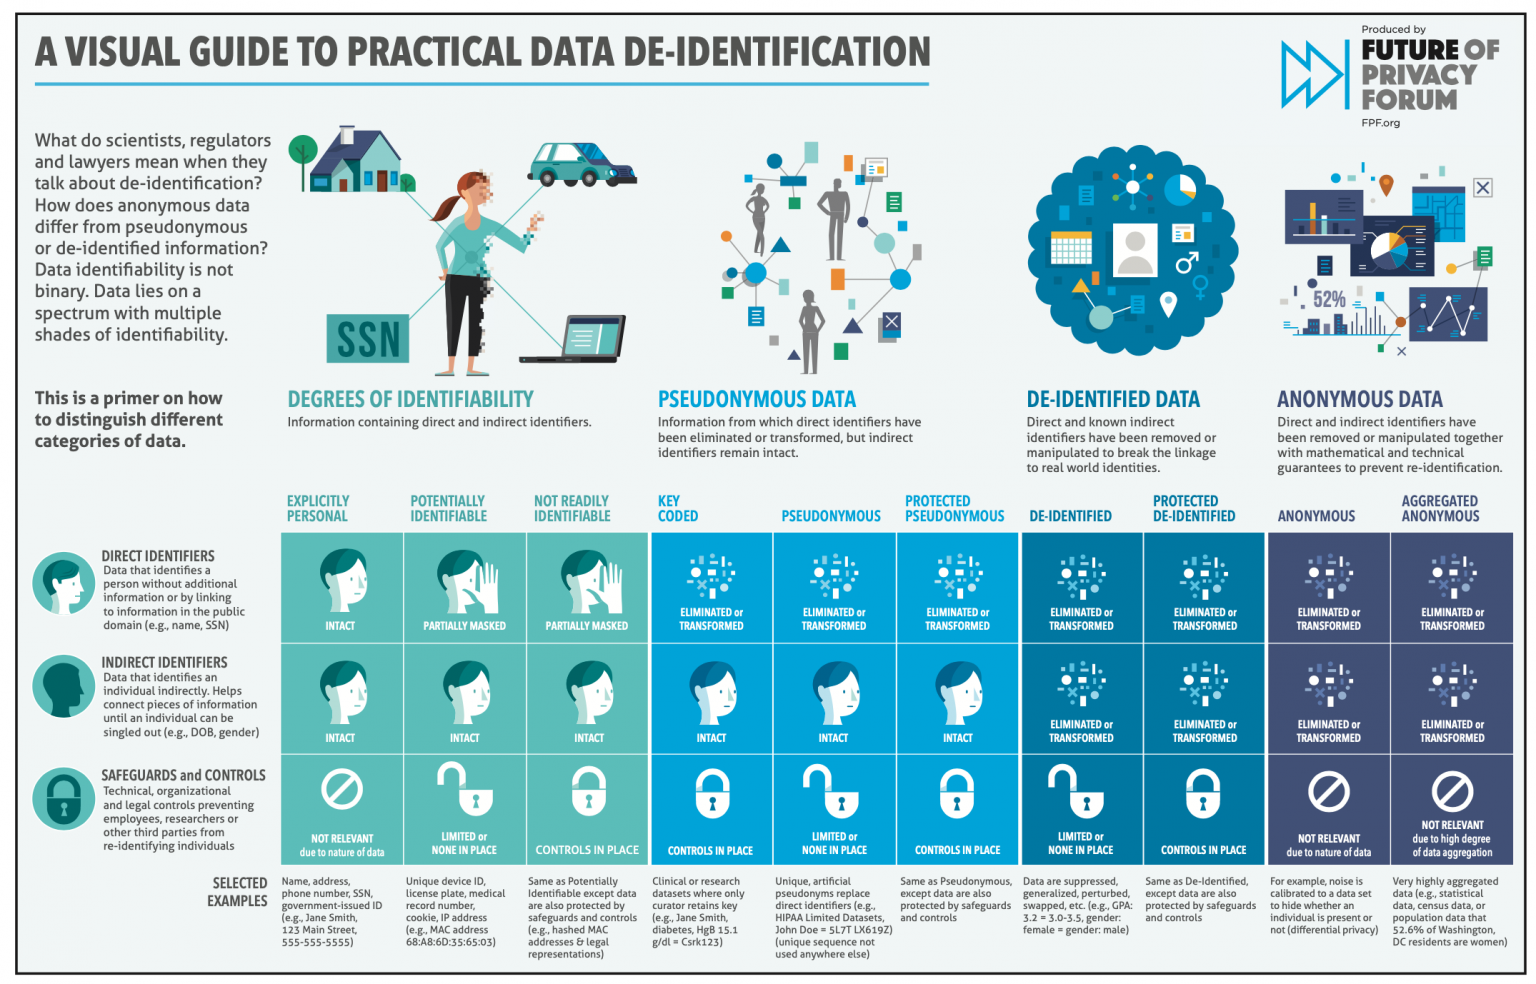 A VISUAL GUIDE TO PRACTICAL DATA DE-IDENTIFICATION
Produced by
FUTURE OF
PRIVACY
FORUM
FPF.org
What do scientists, regulators
and lawyers mean when they
talk about de-identification?
How does anonymous data
differ from pseudonymous
or de-identified information?
Data identifiability is not
binary. Data lies on a
spectrum with multiple
shades of identifiability.
This is a primer on how
to distinguish different
categories of data.
SSN
52%
DEGREES OF IDENTIFIABILITY
Information containing direct and indirect identifiers.
PSEUDONYMOUS DATA
Information from which direct identifiers have
been eliminated or transformed, but indirect
identifiers remain intact.
DE-IDENTIFIED DATA
Direct and known indirect
identifiers have been removed or
manipulated to break the linkage
to real world identities.
ANONYMOUS DATA
Direct and indirect identifiers have
been removed or manipulated together
with mathematical and technical
guarantees to prevent re-identification.
EXPLICITLY
PERSONAL
POTENTIALLY
IDENTIFIABLE
NOT READILY
IDENTIFIABLE
KEY
CODED
PSEUDONYMOUS
PROTECTED
PSEUDONYMOUS
DE-IDENTIFIED
PROTECTED
DE-IDENTIFIED
ANONYMOUS
AGGREGATED
ANONYMOUS
DIRECT IDENTIFIERS
Data that identifies a
person without additional
information or by linking
to information in the public
domain (e.g., name, SSN)
INTACT
PARTIALLY MASKED
PARTIALLY MASKED
ELIMINATED or
TRANSFORMED
ELIMINATED or
TRANSFORMED
ELIMINATED or
TRANSFORMED
ELIMINATED or
TRANSFORMED
ELIMINATED or
TRANSFORMED
ELIMINATED or
TRANSFORMED
ELIMINATED or
TRANSFORMED
INDIRECT IDENTIFIERS
Data that identifies an
individual indirectly. Helps
connect pieces of information
until an individual can be
singled out (e.g., DOB, gender)
INTACT
INTACT
INTACT
INTACT
INTACT
INTACT
ELIMINATED or
TRANSFORMED
ELIMINATED or
TRANSFORMED
ELIMINATED or
TRANSFORMED
ELIMINATED or
TRANSFORMED
SAFEGUARDS and CONTROLS
Technical, organizational
and legal controls preventing
employees, researchers or
other third parties from
re-identifying individuals
NOT RELEVANT
due to nature of data
LIMITED or
NONE IN PLACE
CONTROLS IN PLACE
CONTROLS IN PLACE
LIMITED or
NONE IN PLACE
CONTROLS IN PLACE
LIMITED or
NONE IN PLACE
CONTROLS IN PLACE
NOT RELEVANT
due to nature of data
NOT RELEVANT
due to high degree
of data aggregation
SELECTED
EXAMPLES
Name, address,
phone number, SSN,
government-issued ID
(e.g., Jane Smith,
123 Main Street,
555-555-5555)
Unique device ID,
license plate, medical
record number,
cookie, IP address
(e.g., MAC address
68:A8:6D:35:65:03)
Same as Potentially
Identifiable except data
are also protected by
safeguards and controls
(e.g., hashed MAC
addresses & legal
representations)
Clinical or research
datasets where only
curator retains key
(e.g., Jane Smith,
diabetes, HgB 15.1
g/dl = Csrk123)
Unique, artificial
pseudonyms replace
direct identifiers (e.g.,
HIPAA Limited Datasets,
John Doe = 5L7T LX619Z)
(unique sequence not
used anywhere else)
Same as Pseudonymous,
except data are also
protected by safeguards
and controls
Data are suppressed,
generalized, perturbed,
swapped, etc. (e.g., GPA:
3.2 = 3.0-3.5, gender:
female = gender: male)
Same as De-Identified,
except data are also
protected by safeguards
and controls
For example, noise is
calibrated to a data set
to hide whether an
individual is present or
not (differential privacy)
Very highly aggregated
data (e.g., statistical
data, census data, or
population data that
52.6% of Washington,
DC residents are women)